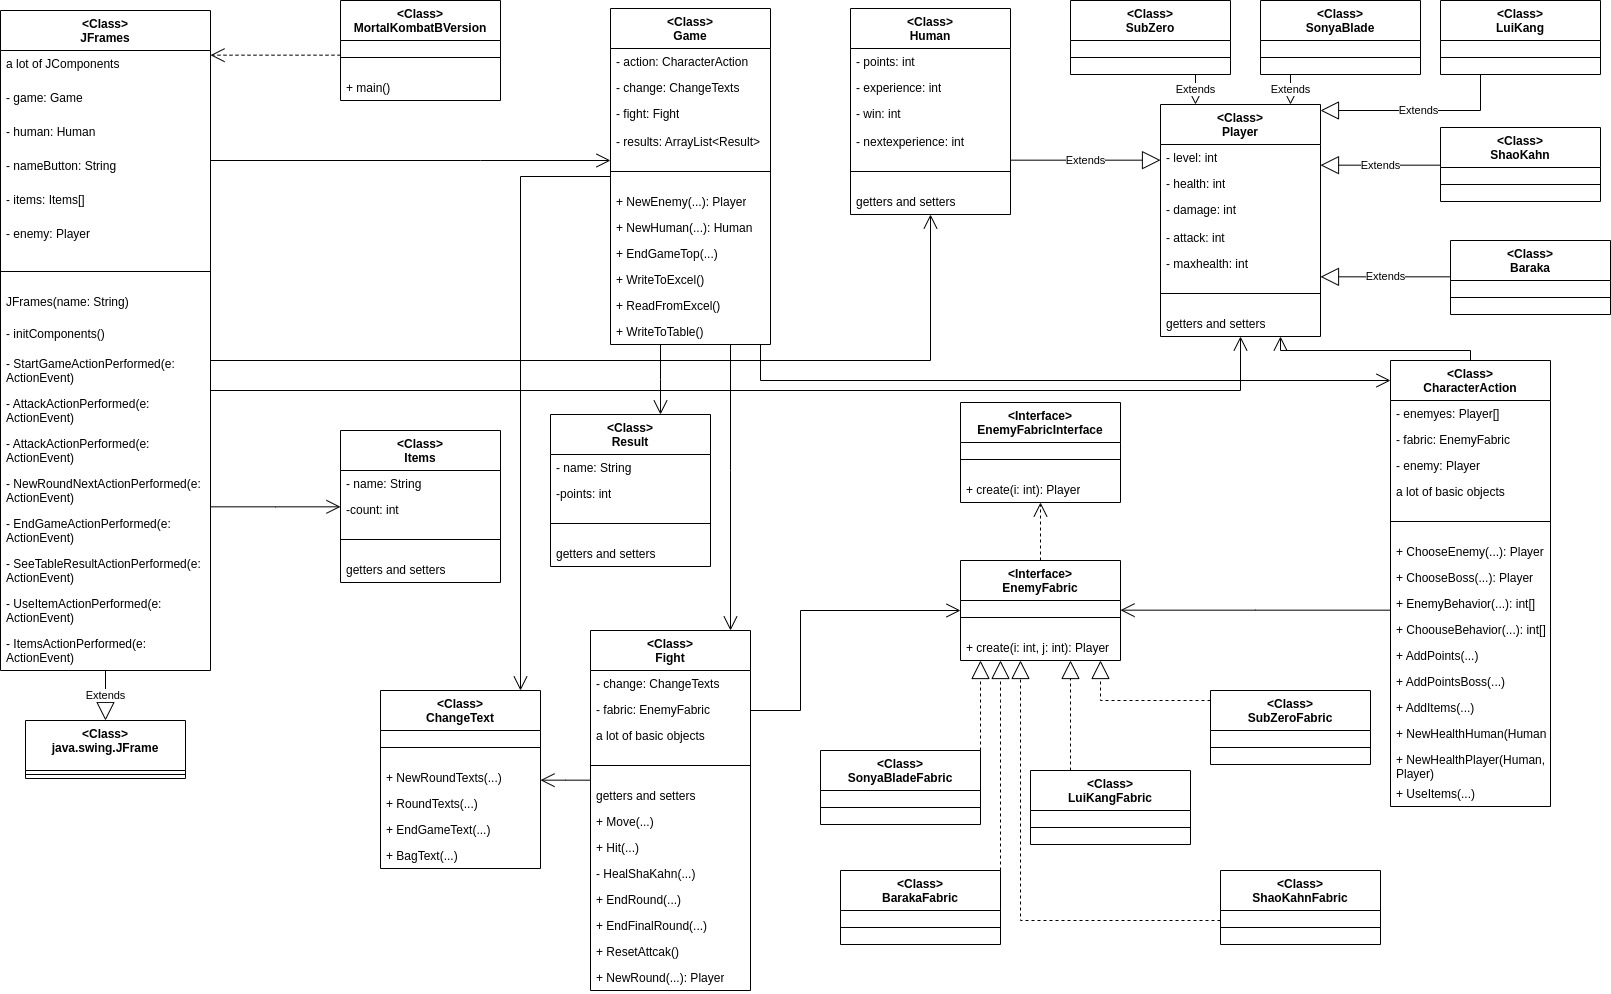 <Class>
JFrames
a lot of JComponents
- game: Game
- human: Human
- nameButton: String
- items: Items[]
- enemy: Player
JFrames(name: String)
- initComponents()
- StartGameActionPerformed(e:
ActionEvent)
- AttackActionPerformed(e:
ActionEvent)
- AttackActionPerformed(e:
ActionEvent)
- NewRoundNextActionPerformed(e:
ActionEvent)
- EndGameActionPerformed(e:
ActionEvent)
- SeeTableResultActionPerformed(e:
ActionEvent)
- UseItemActionPerformed(e:
ActionEvent)
- ItemsActionPerformed(e:
ActionEvent)
Extends
<Class>
java.swing.JFrame
<Class>
MortalKombatBVersion
+ main()
<Class>
Game
- action: CharacterAction
- change: ChangeTexts
- fight: Fight
- results: ArrayList<Result>
+ NewEnemy(...): Player
+ NewHuman(...): Human
+ EndGameTop(...)
+ WriteToExcel()
+ ReadFromExcel()
+ WriteToTable()
<Class>
Human
- points: int
- experience: int
- win: int
- nextexperience: int
getters and setters
Extends
<Class>
SubZero
Extends
<Class>
SonyaBlade
Extends
<Class>
LuiKang
Extends
<Class>
Player
- level: int
- health: int
- damage: int
- attack: int
- maxhealth: int
getters and setters
<Class>
ShaoKahn
Extends
<Class>
Baraka
Extends
<Class>
Items
- name: String
-count: int
getters and setters
<Class>
Result
- name: String
-points: int
getters and setters
<Interface>
EnemyFabricInterface
+ create(i: int): Player
<Interface>
EnemyFabric
+ create(i: int, j: int): Player
<Class>
CharacterAction
- enemyes: Player[]
- fabric: EnemyFabric
- enemy: Player
a lot of basic objects
+ ChooseEnemy(...): Player
+ ChooseBoss(...): Player
+ EnemyBehavior(...): int[]
+ ChoouseBehavior(...): int[]
+ AddPoints(...)
+ AddPointsBoss(...)
+ AddItems(...)
+ NewHealthHuman(Human
+ NewHealthPlayer(Human,
Player)
+ UseItems(...)
<Class>
ChangeText
+ NewRoundTexts(...)
+ RoundTexts(...)
+ EndGameText(...)
+ BagText(...)
<Class>
Fight
- change: ChangeTexts
- fabric: EnemyFabric
a lot of basic objects
getters and setters
+ Move(...)
+ Hit(...)
- HealShaKahn(...)
+ EndRound(...)
+ EndFinalRound(...)
+ ResetAttcak()
+ NewRound(...): Player
<Class>
SonyaBladeFabric
<Class>
LuiKangFabric
<Class>
SubZeroFabric
<Class>
BarakaFabric
<Class>
ShaoKahnFabric